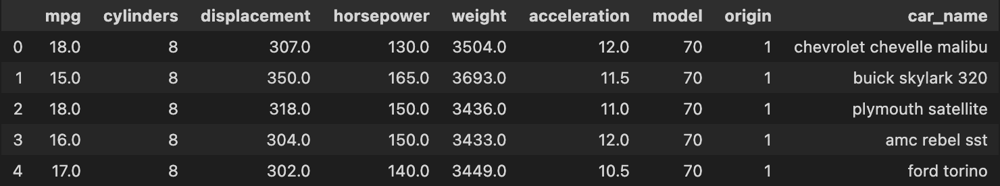 mpg cylinders displacement horsepower weight acceleration model origin car_name
0 18.0 8 307.0 130.0 3504.0 12.0 70 1 chevrolet chevelle malibu
1 15.0 8 350.0 165.0 3693.0 11.5 70 1 buick skylark 320
2 18.0 8 318.0 150.0 3436.0 11.0 70 1 plymouth satellite
3 16.0 8 304.0 150.0 3433.0 12.0 70 1 amc rebel sst
4 17.0 8 302.0 140.0 3449.0 10.5 70 1 ford torino